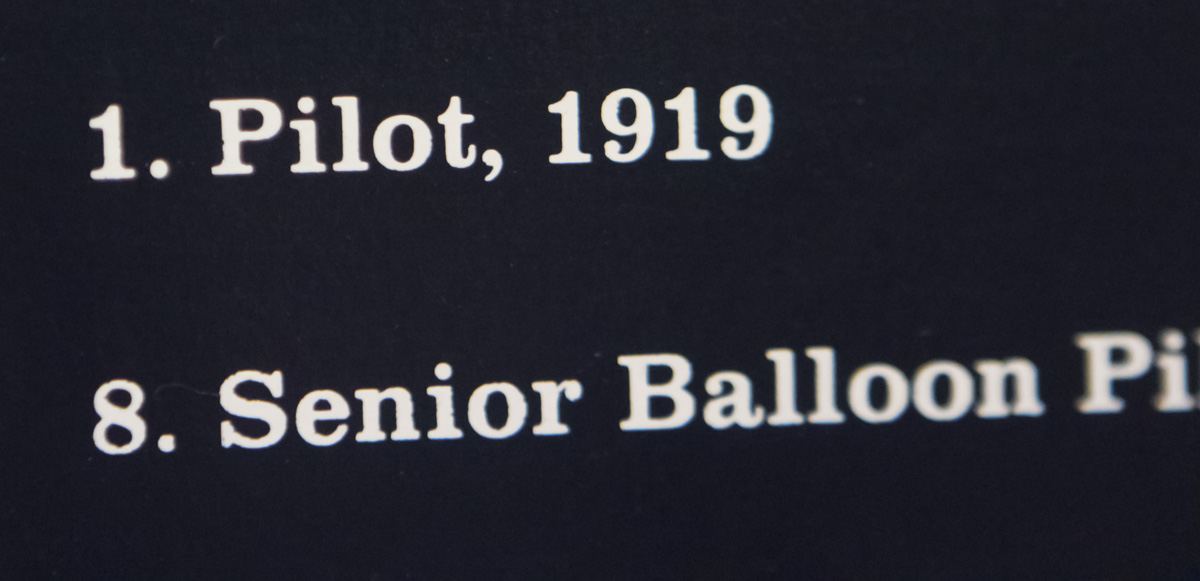 1. Pilot, 1919
8. Senior Balloon